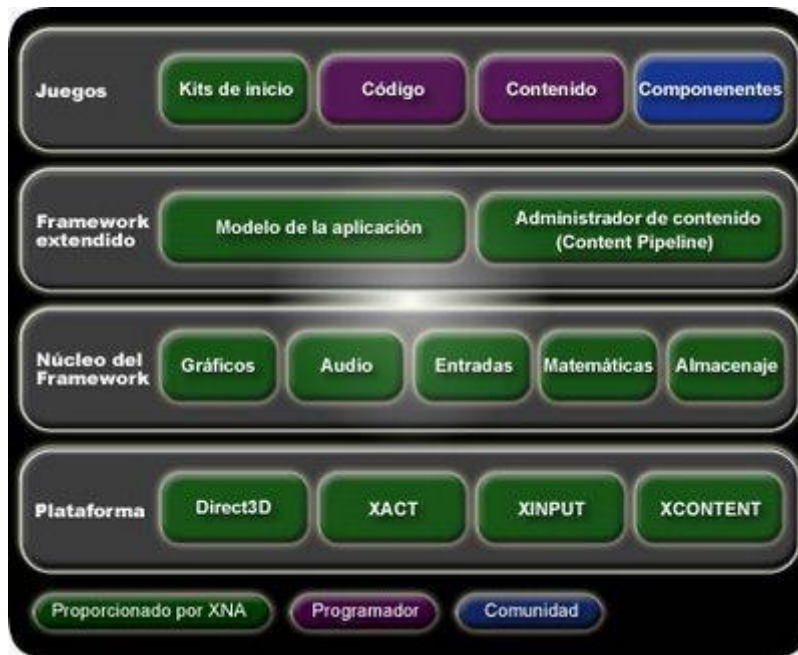 Juegos
Kits de inicio
Código
Contenido
Componenentes
Framework
extendido
Modelo de la aplicación
Administrador de contenido
(Content Pipeline)
Núcleo del
Framework
Gráficos
Audio
Entradas
Matemáticas
Almacenaje
Plataforma
Direct3D
XACT
XINPUT
XCONTENT
Proporcionado por XNA
Programador
Comunidad